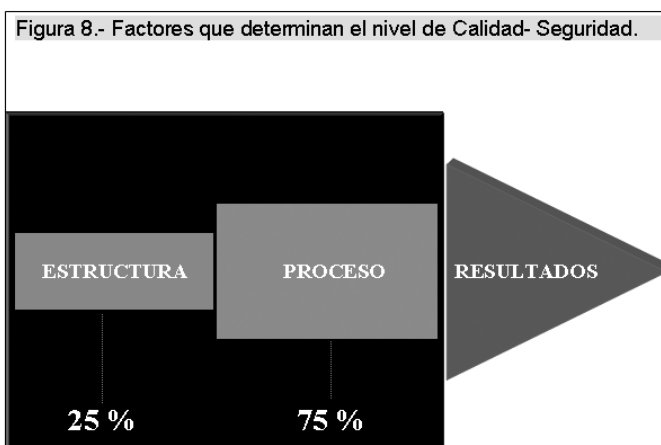 Figura 8.- Factores que determinan el nivel de Calidad- Seguridad.
ESTRUCTURA
PROCESO
RESULTADOS
25 %
75 %